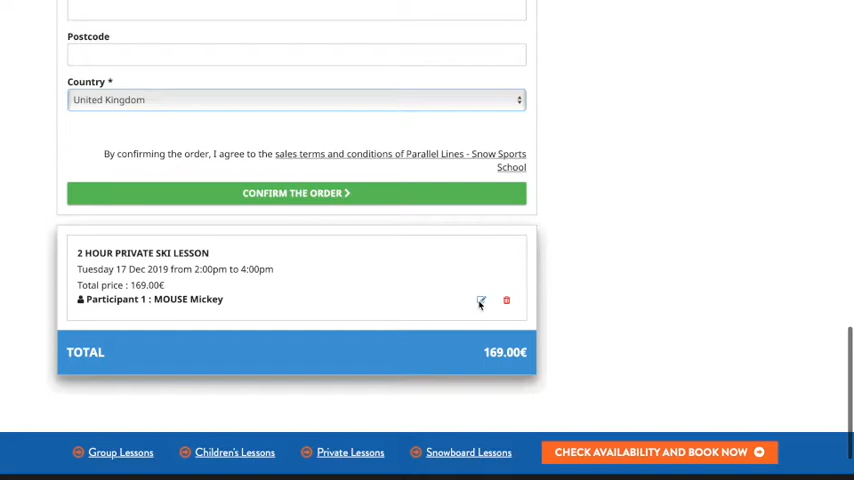 Postcode
Country *
United Kingdom
By confirming the order, I agree to the sales terms and conditions of Parallel Lines - Snow Sports
School
CONFIRM THE ORDER
2 HOUR PRIVATE SKI LESSON
Tuesday 17 Dec 2019 from 2:00pm to 4:00pm
Total price : 169.00€
Participant 1 : MOUSE Mickey
TOTAL 169.00€
Group Lessons Children's Lessons Private Lessons Snowboard Lessons CHECK AVAILABILITY AND BOOK NOW